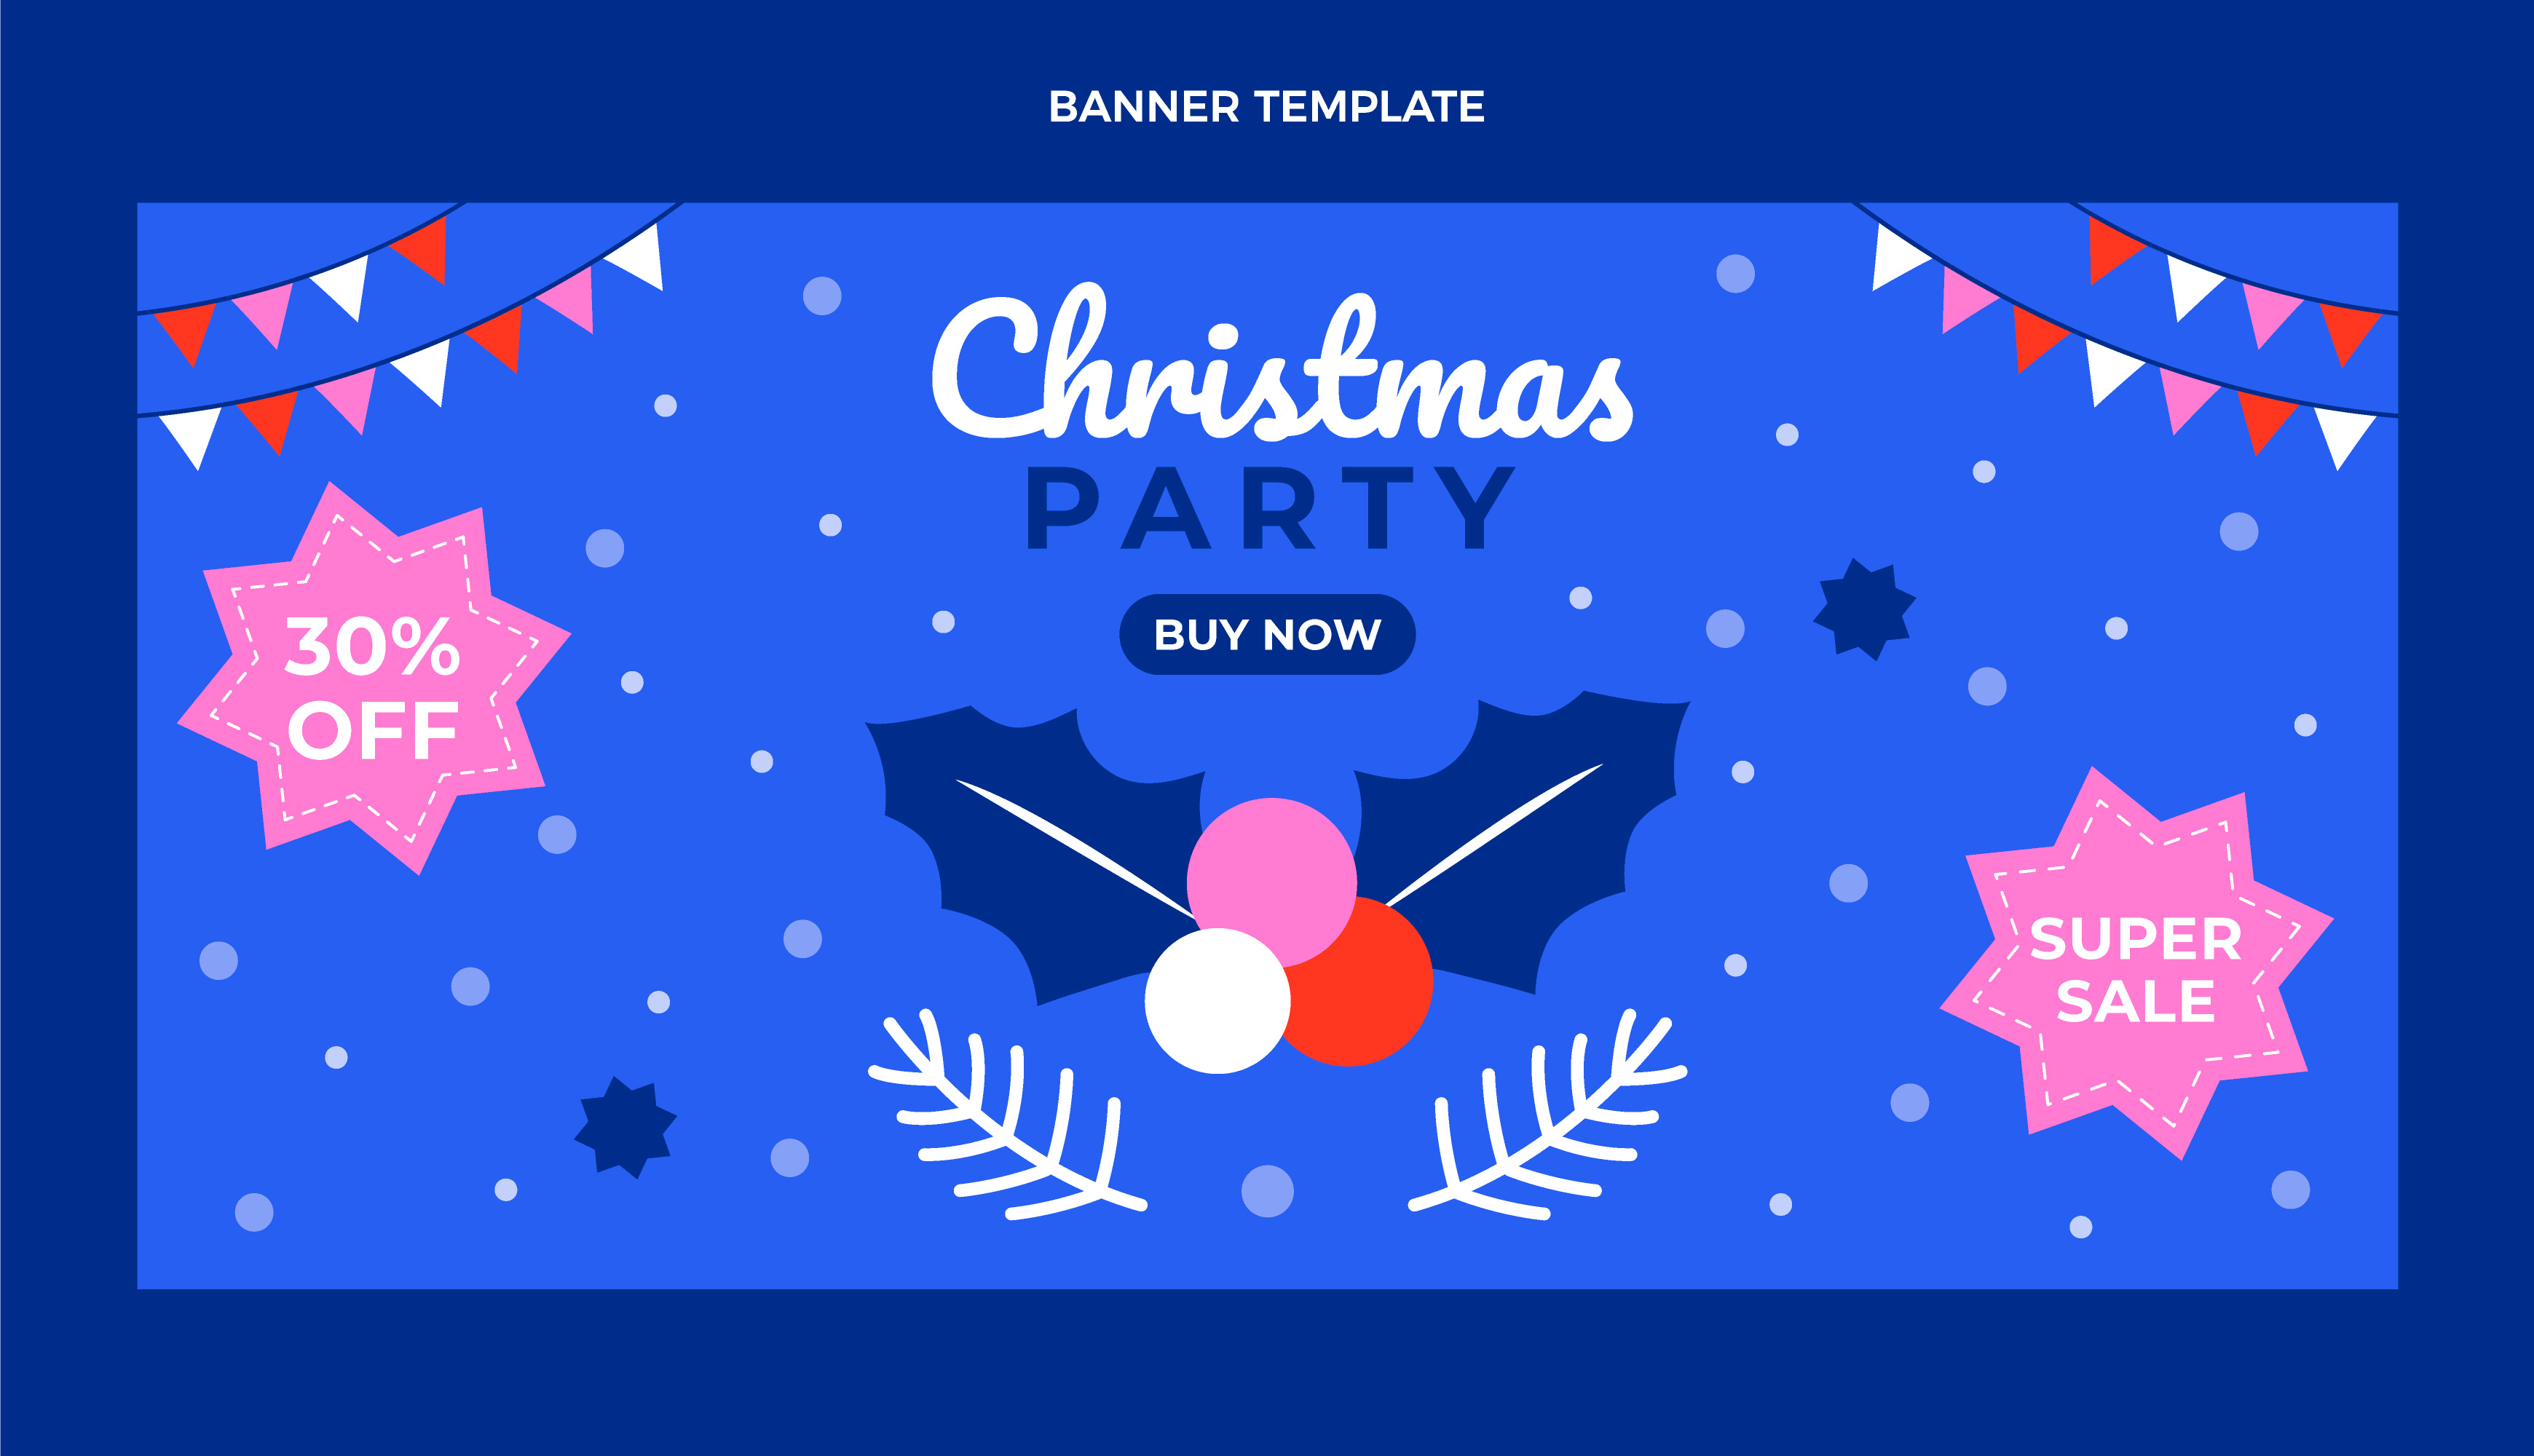 BANNER TEMPLATE
Christmas
PARTY
BUY NOW
30%
OFF
SUPER
SALE